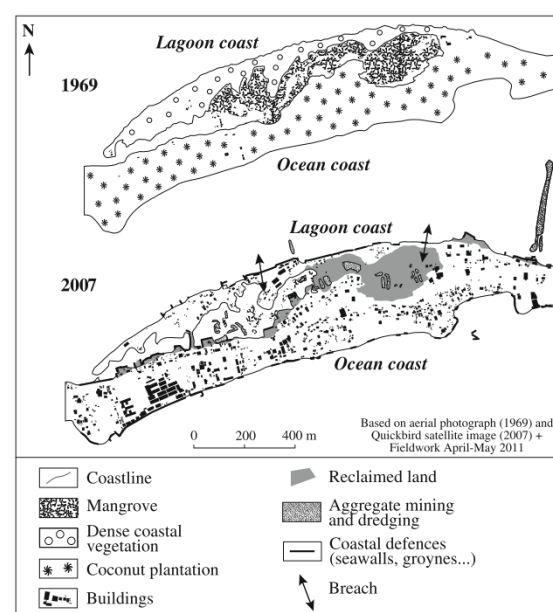 N
Lagoon coast
1969
Ocean coast
Lagoon coast
2007
Ocean coast
Based on aerial photograph (1969) and
Quickbird satellite image (2007) +
Fieldwork April-May 2011
0 200 400 m
Coastline
Mangrove
Dense coastal
vegetation
Coconut plantation
Buildings
Reclaimed land
Aggregate mining
and dredging
Coastal defences
(seawalls, groynes...)
Breach